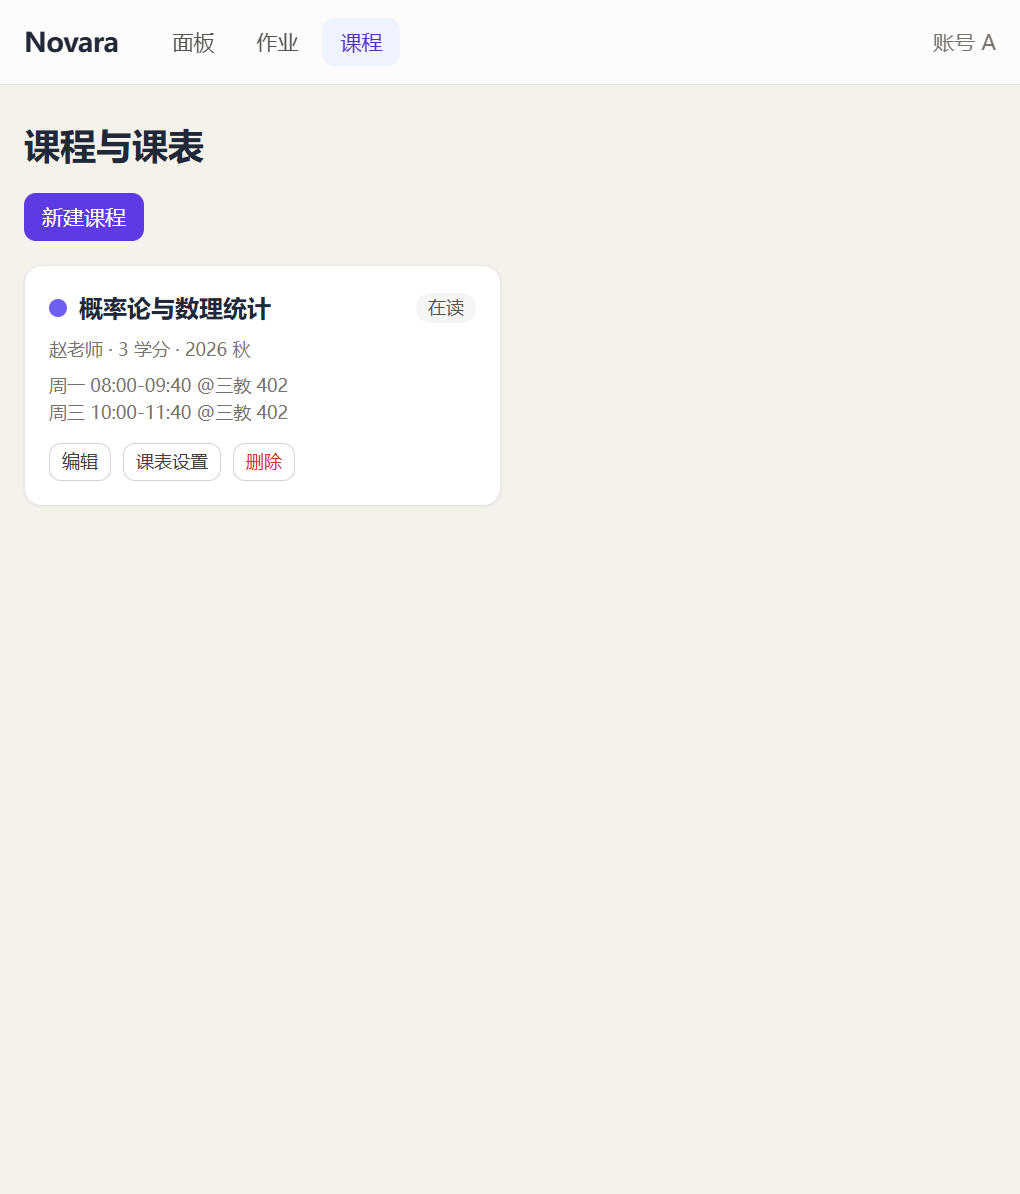 Novara 面板 作业 课程 账号 A
课程与课表
新建课程
概率论与数理统计 在读
赵老师 · 3 学分 · 2026 秋
周一 08:00-09:40 @三教 402
周三 10:00-11:40 @三教 402
编辑 课表设置 删除